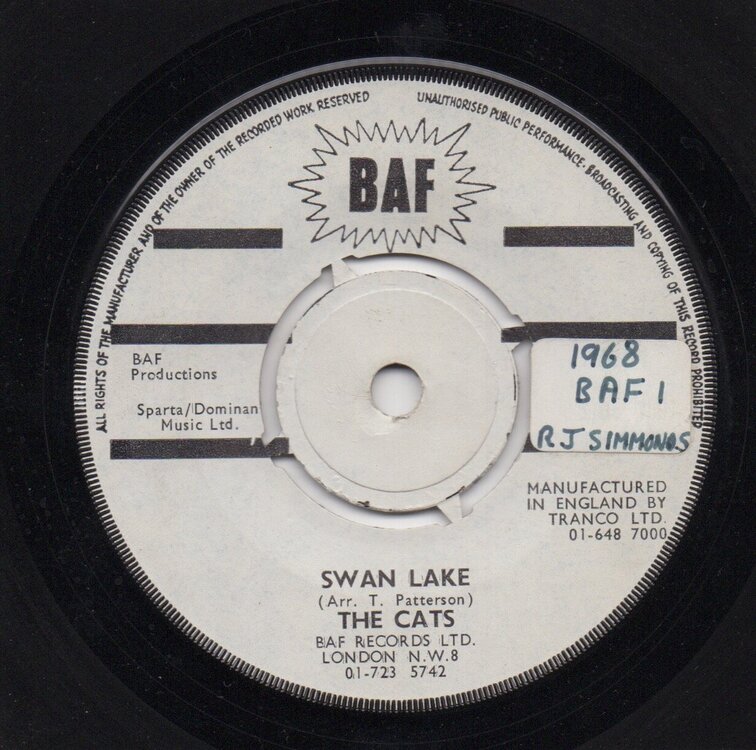 ALL RIGHTS OF THE MANUFACTURER AND OF THE OWNER OF THE RECORDED WORK RESERVED
UNAUTHORISED PUBLIC PERFORMANCE, BROADCASTING AND COPYING OF THIS RECORD PROHIBITED
BAF
BAF
Productions
Sparta/Dominan
Music Ltd.
1968
BAF 1
R J SIMMONDS
MANUFACTURED
IN ENGLAND BY
TRANCO LTD.
01-648 7000
SWAN LAKE
(Arr. T. Patterson)
THE CATS
BAF RECORDS LTD.
LONDON N.W.8
01-723 5742